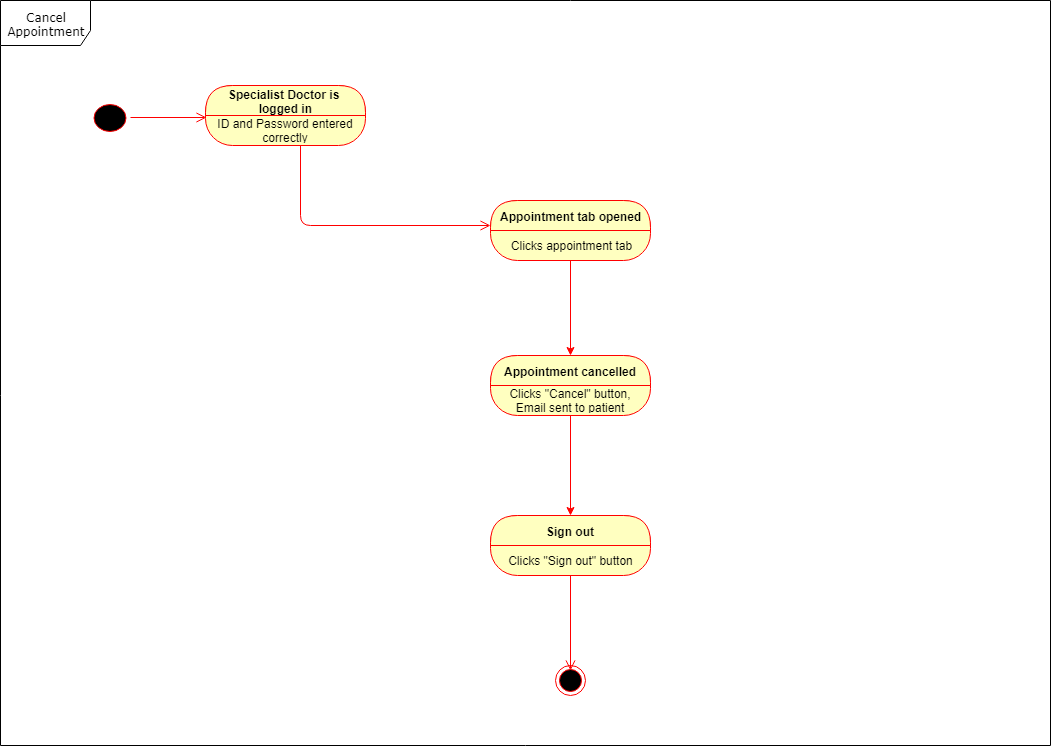 Cancel
Appointment
Specialist Doctor is
logged in
ID and Password entered
correctly
Appointment tab opened
Clicks appointment tab
Appointment cancelled
Clicks "Cancel" button,
Email sent to patient
Sign out
Clicks "Sign out" button